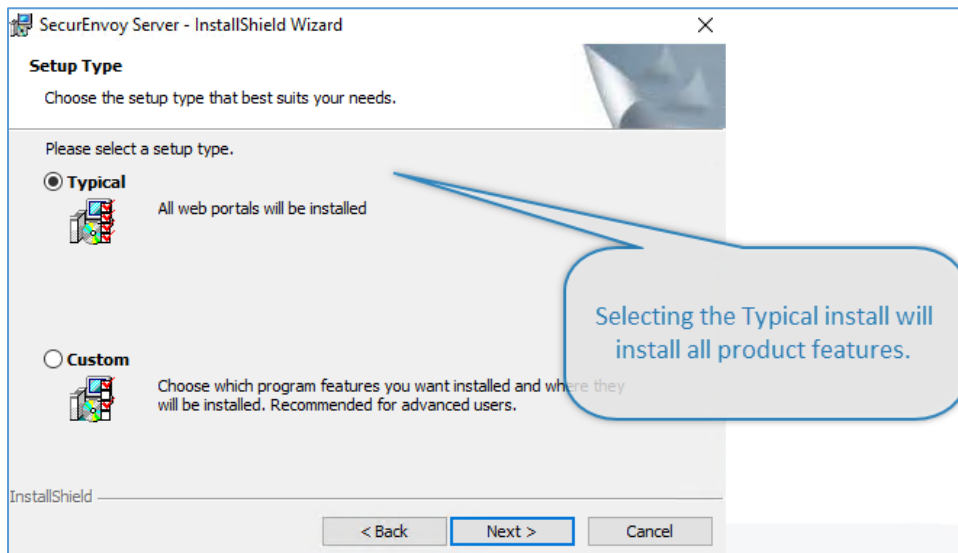 SecurEnvoy Server - InstallShield Wizard
Setup Type
Choose the setup type that best suits your needs.
Please select a setup type.
Typical
All web portals will be installed
Selecting the Typical install will
install all product features.
Custom
Choose which program features you want installed and where they
will be installed. Recommended for advanced users.
InstallShield
< Back
Next >
Cancel